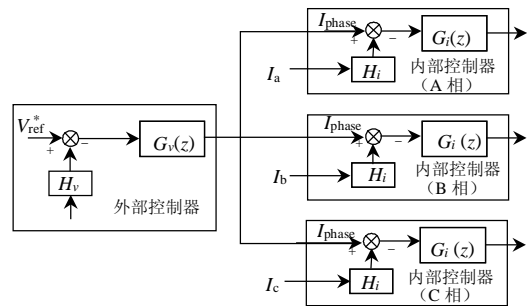 I_phase
+
−
G_i(z)
H_i
I_a
内部控制器
（A 相）
V*_ref
+
−
G_v(z)
H_v
外部控制器
I_phase
+
−
G_i (z)
H_i
I_b
内部控制器
（B 相）
I_phase
+
−
G_i (z)
H_i
I_c
内部控制器
（C 相）